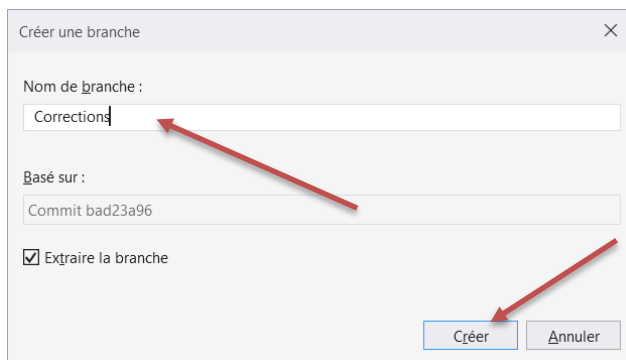 Créer une branche
Nom de branche :
Corrections
Basé sur :
Commit bad23a96
Extraire la branche
Créer Annuler